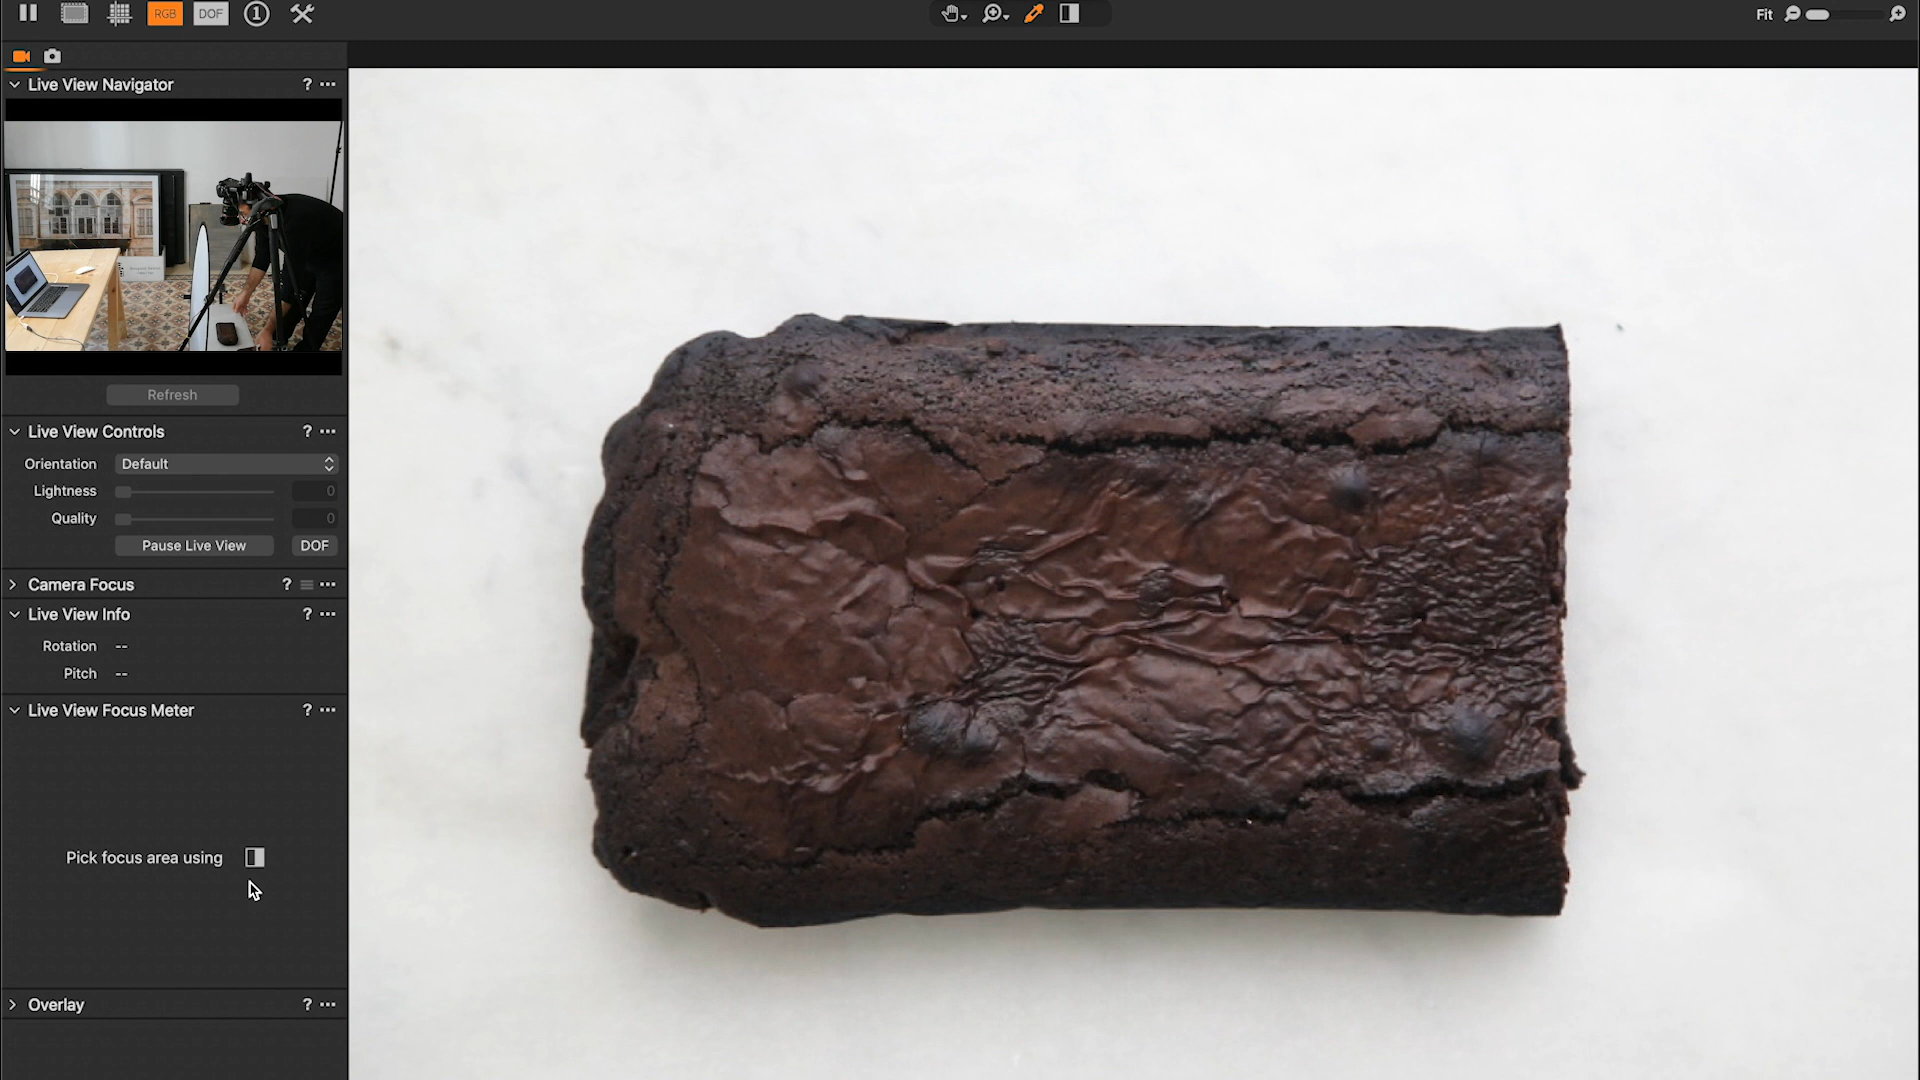 RGB
DOF
1
Fit
Live View Navigator ?
Refresh
Live View Controls ?
Orientation Default
Lightness 0
Quality 0
Pause Live View DOF
Camera Focus ?
Live View Info ?
Rotation --
Pitch --
Live View Focus Meter ?
Pick focus area using
Overlay ?